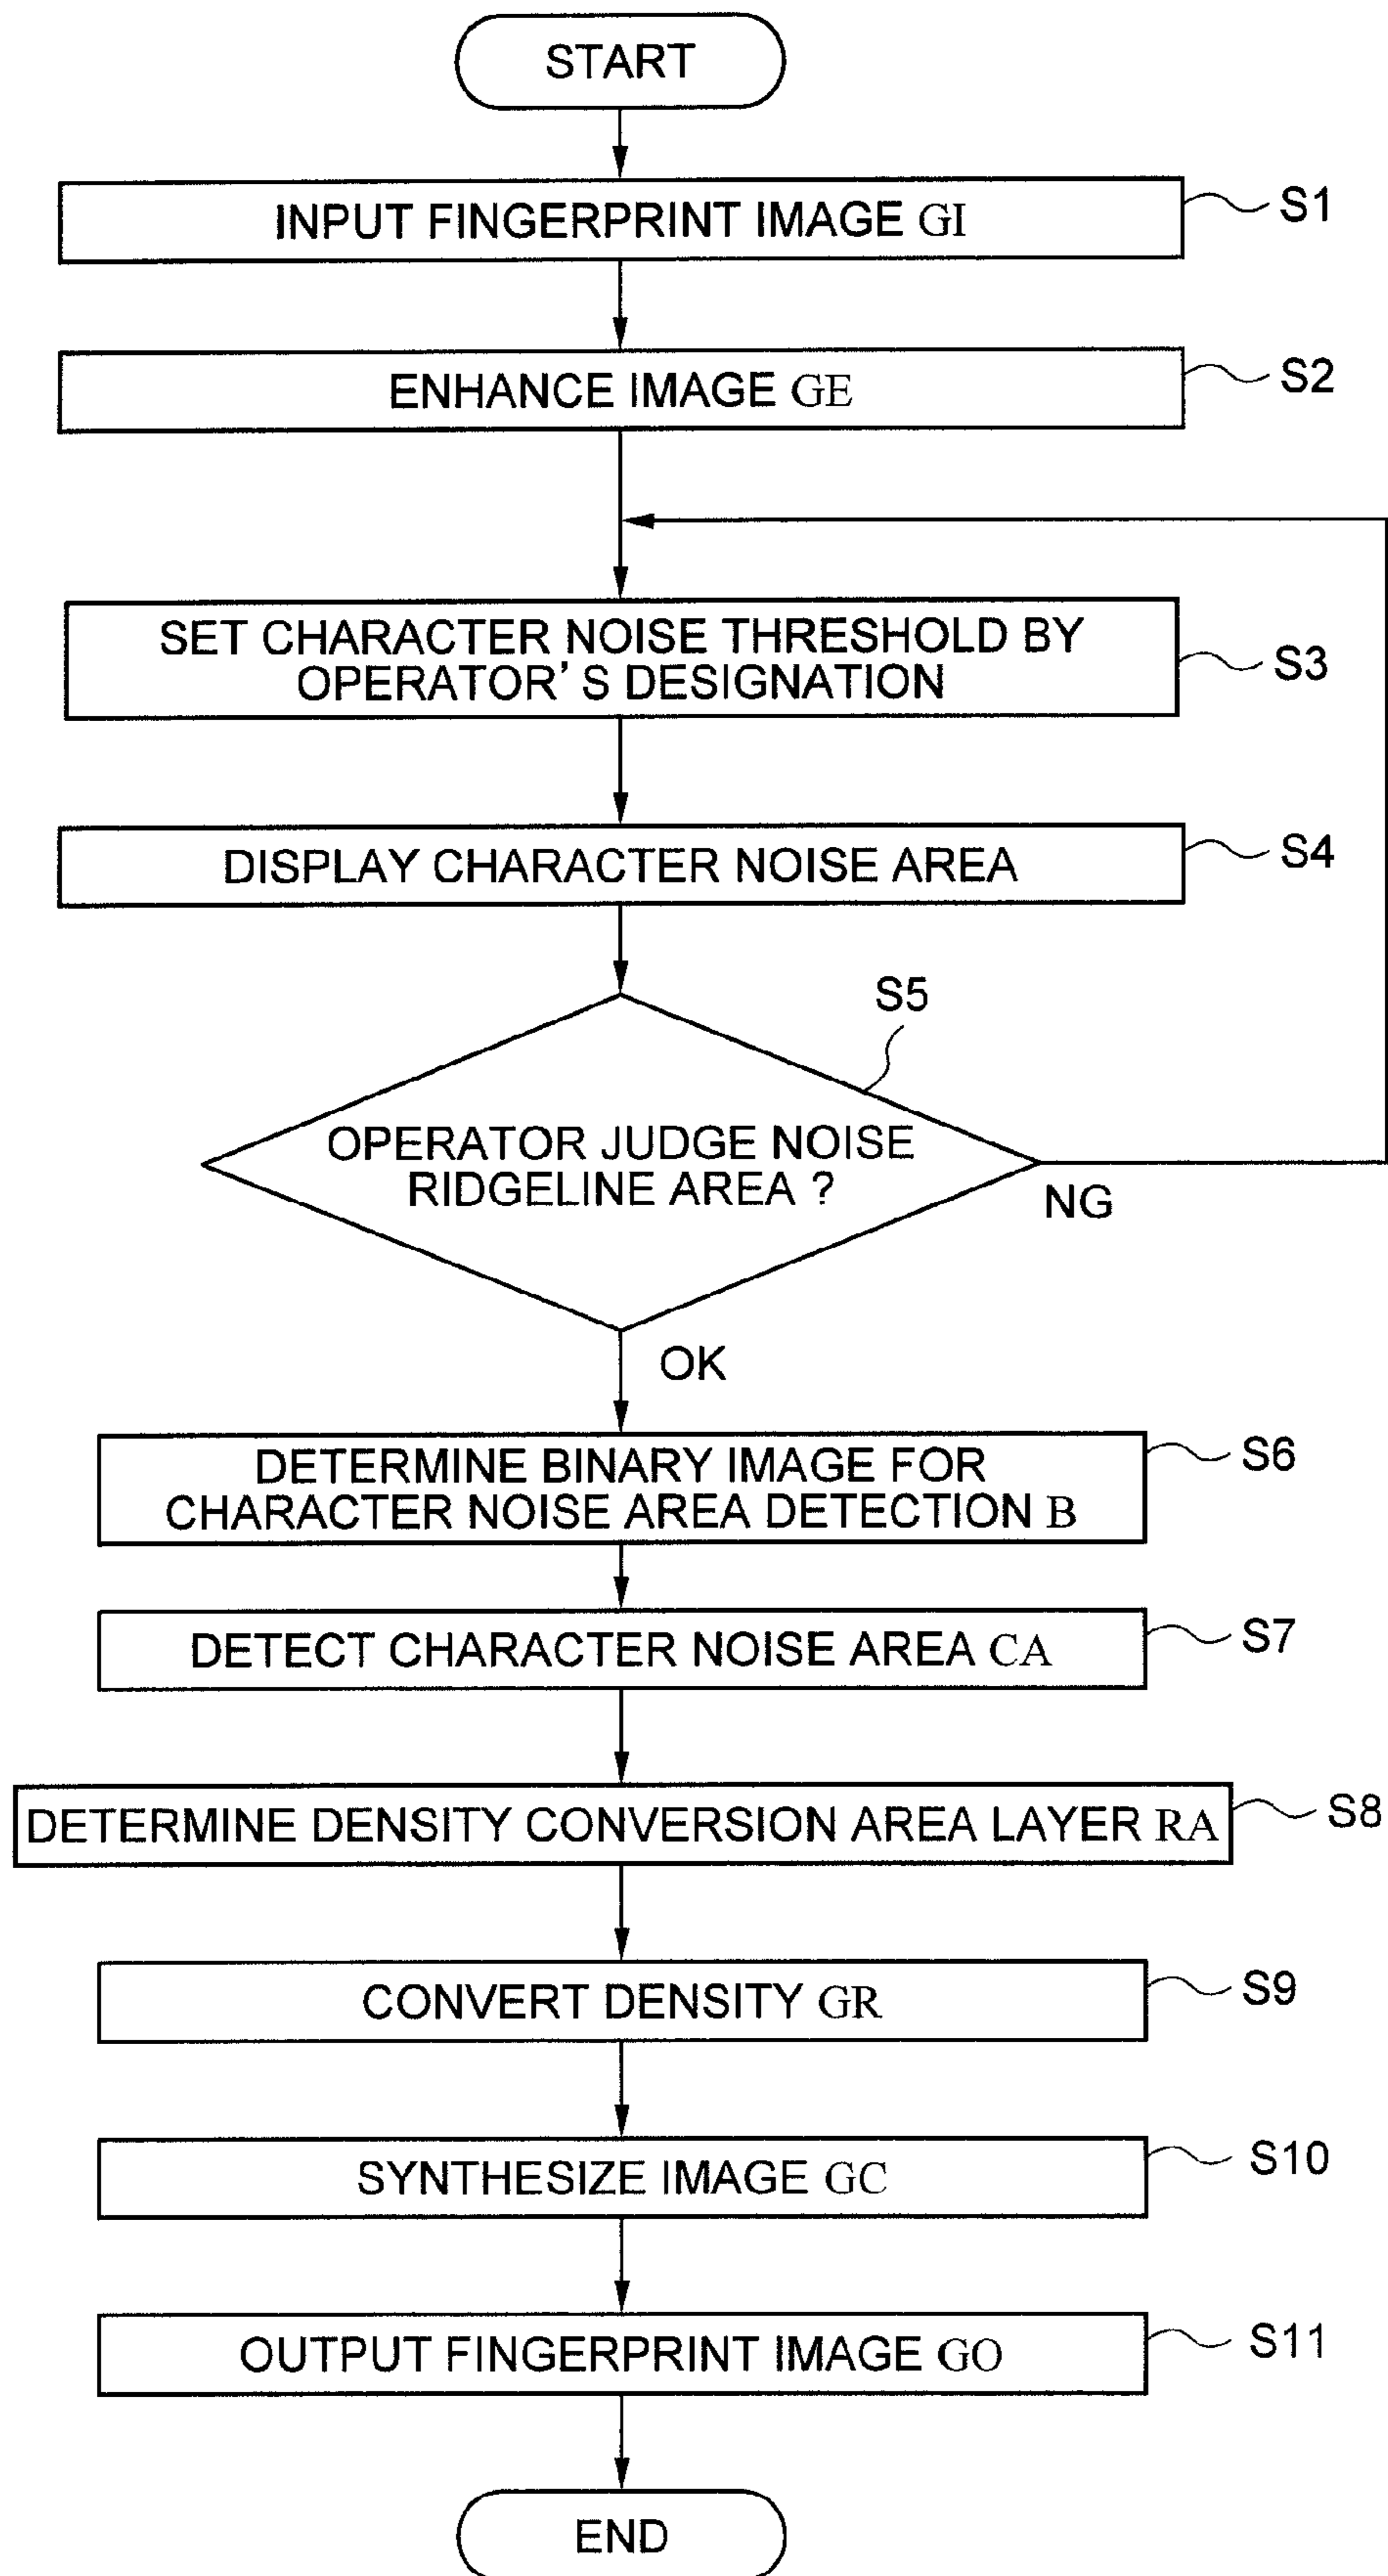 START
INPUT FINGERPRINT IMAGE GI
S1
ENHANCE IMAGE GE
S2
SET CHARACTER NOISE THRESHOLD BY
OPERATOR'S DESIGNATION
S3
DISPLAY CHARACTER NOISE AREA
S4
S5
OPERATOR JUDGE NOISE
RIDGELINE AREA ?
NG
OK
DETERMINE BINARY IMAGE FOR
CHARACTER NOISE AREA DETECTION B
S6
DETECT CHARACTER NOISE AREA CA
S7
DETERMINE DENSITY CONVERSION AREA LAYER RA
S8
CONVERT DENSITY GR
S9
SYNTHESIZE IMAGE GC
S10
OUTPUT FINGERPRINT IMAGE GO
S11
END